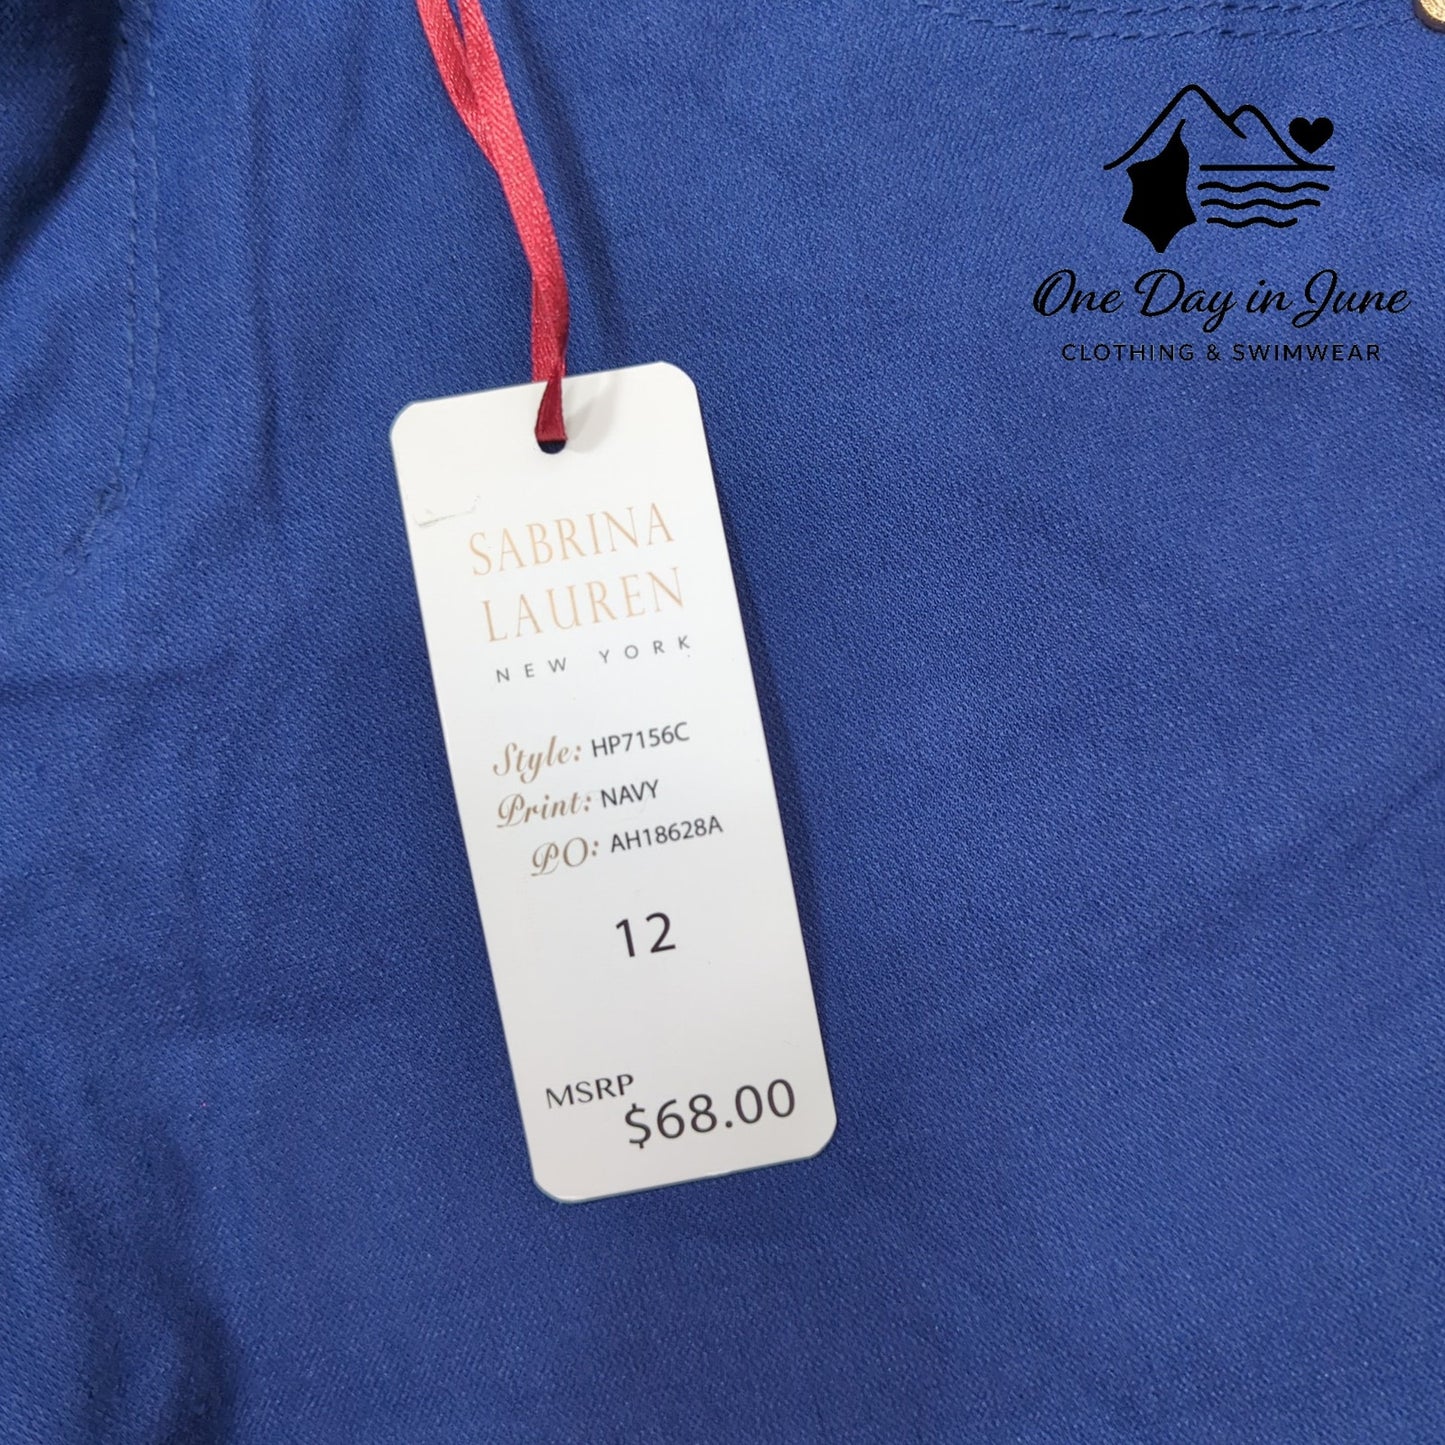 One Day in June
CLOTHING & SWIMWEAR
SABRINA
LAUREN
NEW YORK
Style: HP7156C
Print: NAVY
PO: AH18628A
12
MSRP
$68.00